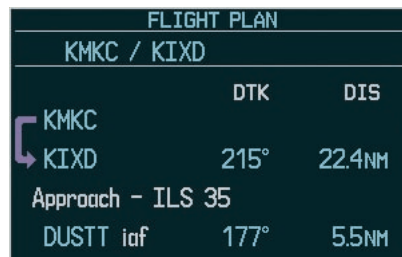 FLIGHT PLAN
KMKC / KIXD
DTK DIS
KMKC
KIXD 215° 22.4NM
Approach - ILS 35
DUSTT iaf 177° 5.5NM